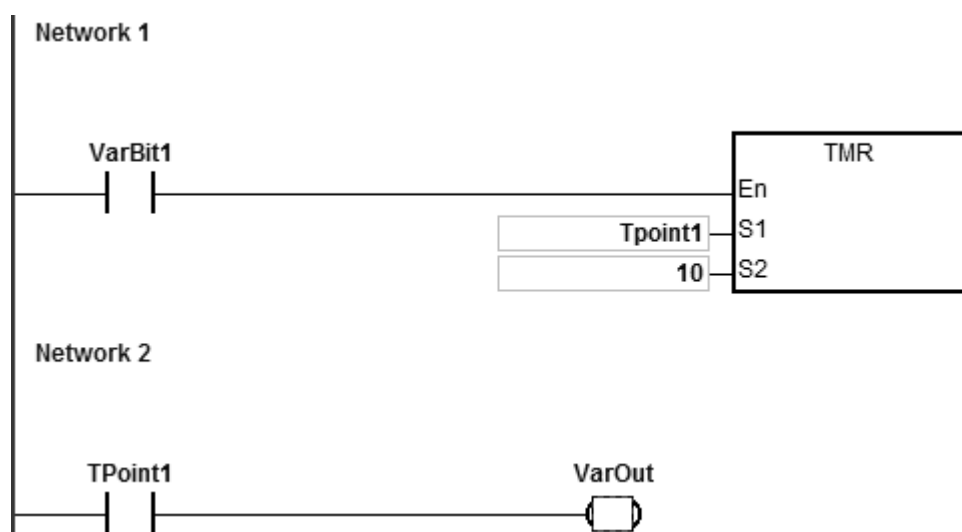 Network 1
VarBit1
TMR
En
Tpoint1
S1
10
S2
Network 2
TPoint1
VarOut